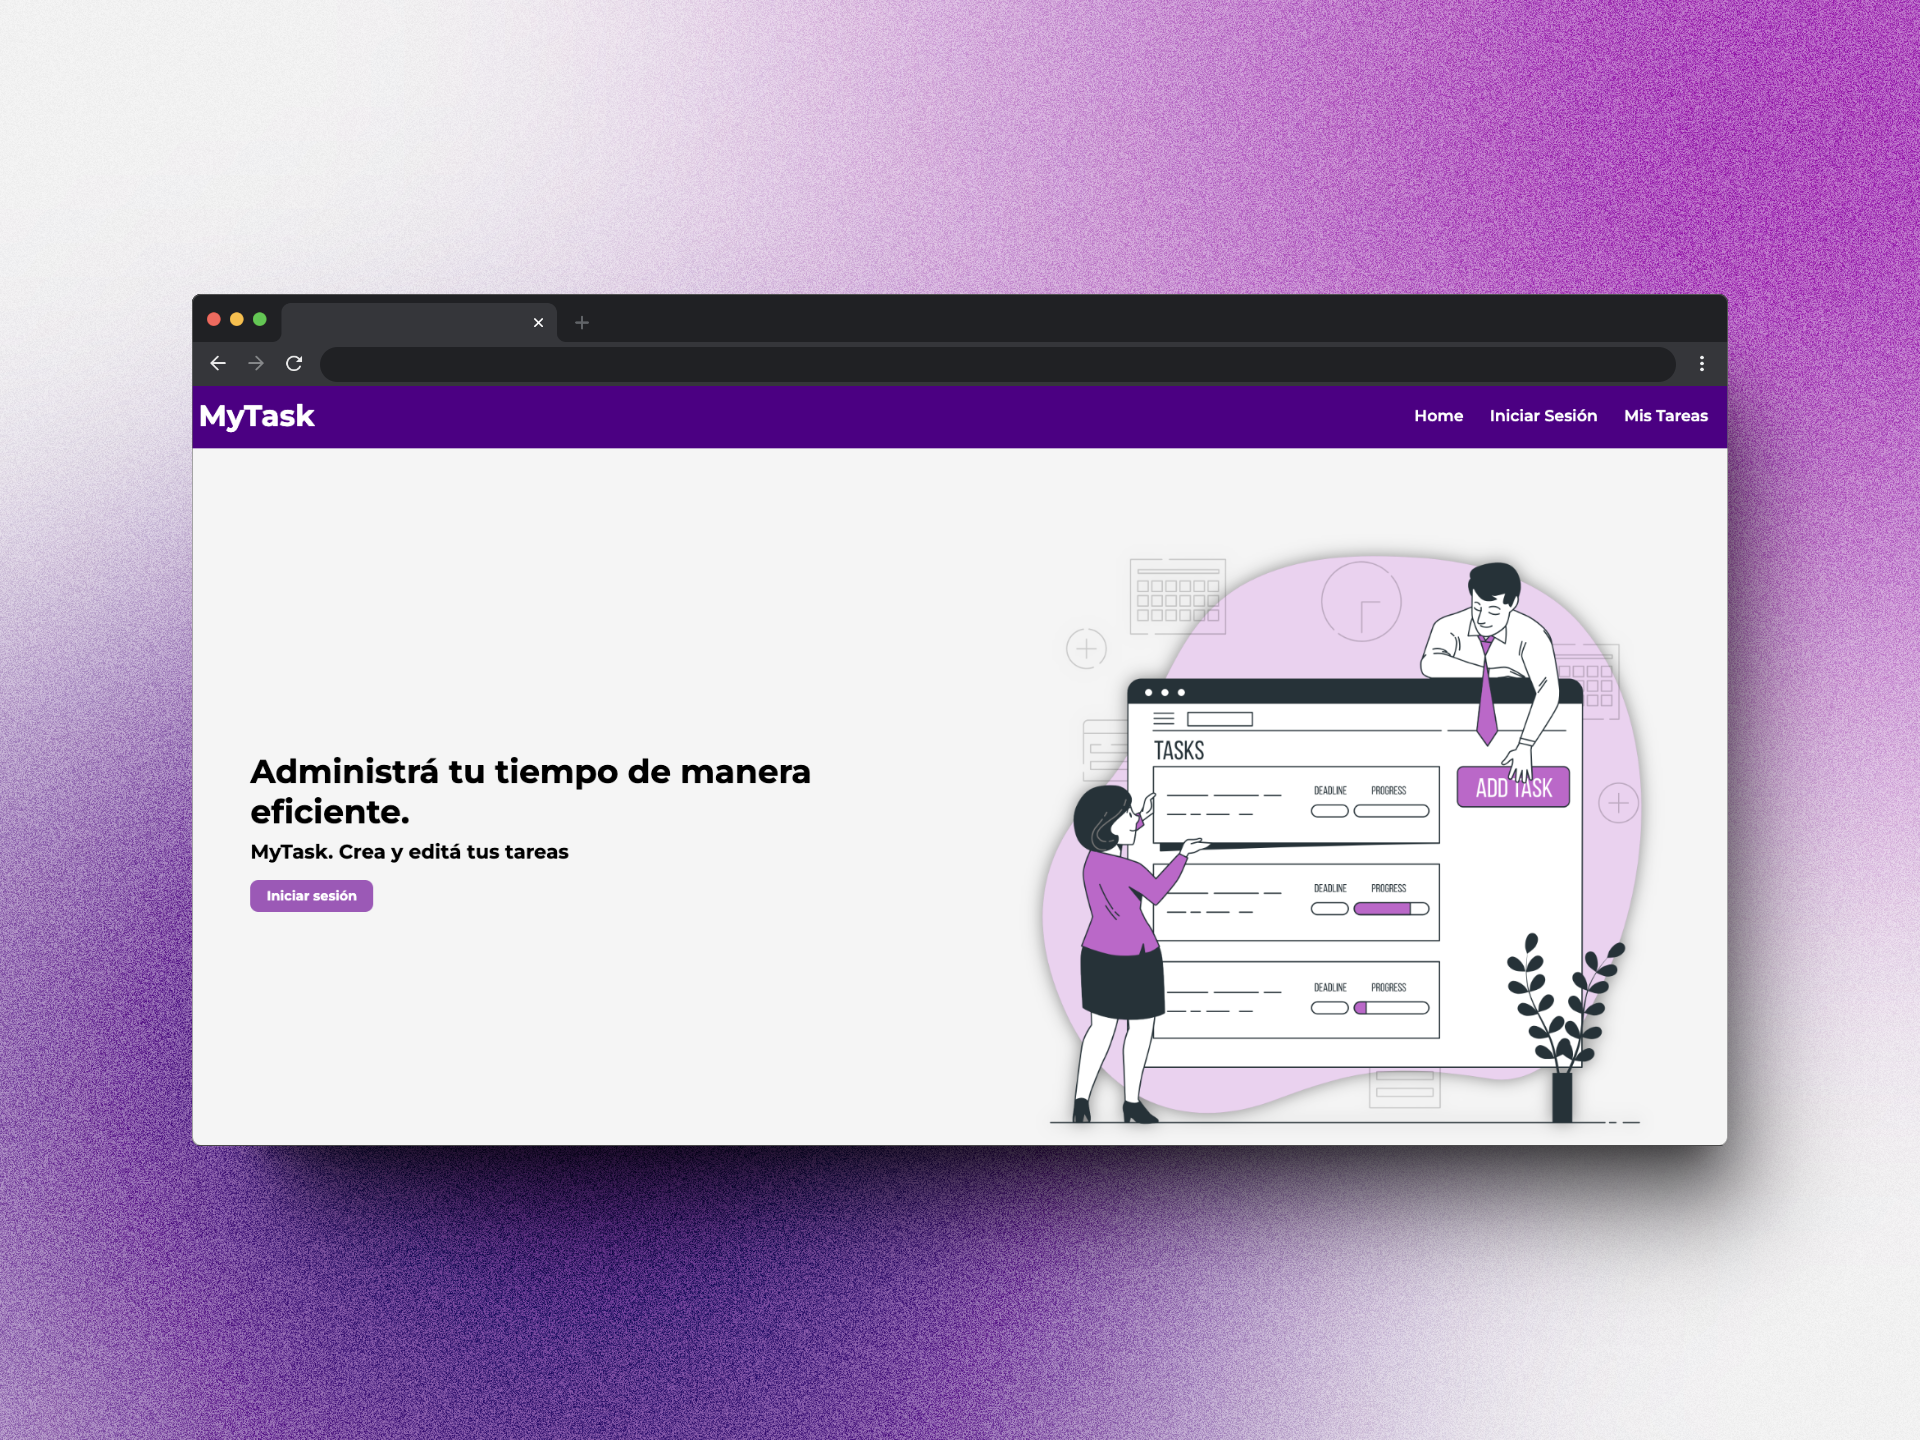 MyTask
Home Iniciar Sesión Mis Tareas
Administrá tu tiempo de manera
eficiente.
MyTask. Crea y editá tus tareas
Iniciar sesión
TASKS
DEADLINE PROGRESS
ADD TASK
DEADLINE PROGRESS
DEADLINE PROGRESS